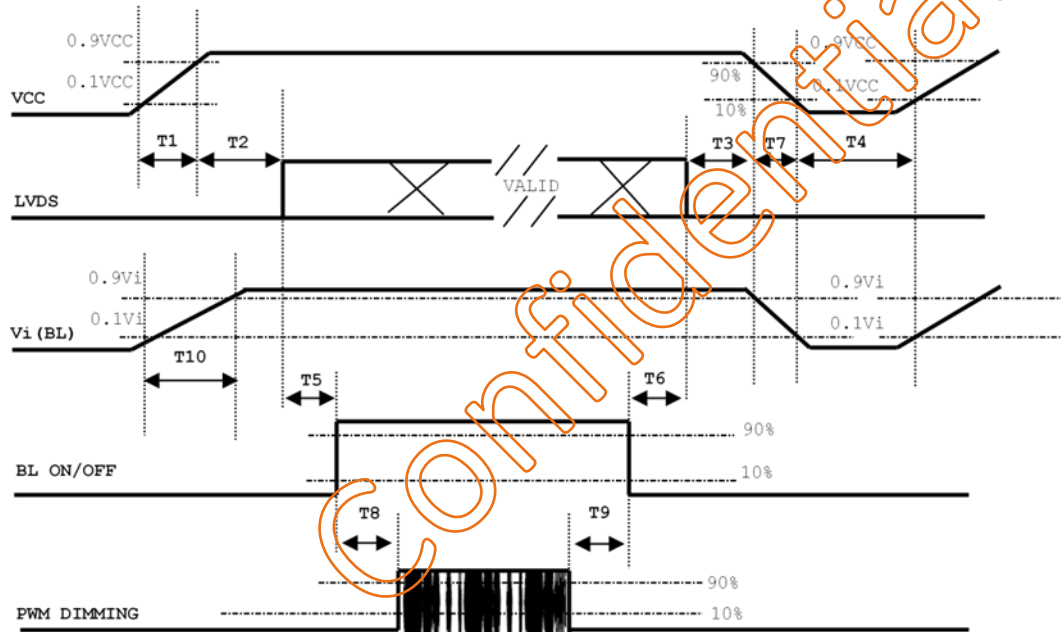 0.9VCC
0.9VCC
90%
0.1VCC
0.1VCC
VCC
10%
T1
T2
T3
T7
T4
VALID
LVDS
0.9Vi
0.9Vi
0.1Vi
0.1Vi
Vi(BL)
T10
T5
T6
90%
BL ON/OFF
10%
T8
T9
90%
PWM DIMMING
10%
Confidential